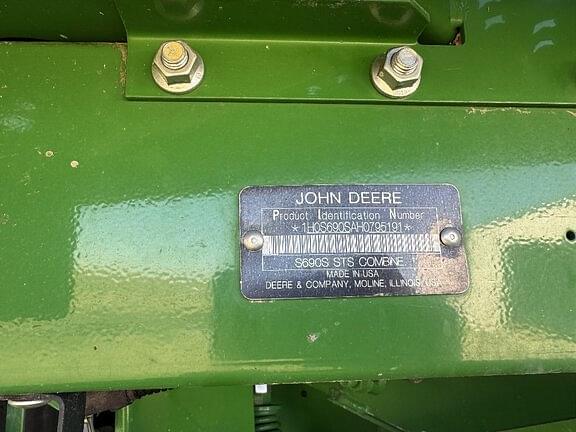 JOHN DEERE
Product Identification Number
*1H0S690SAH0795191*
S690S STS COMBINE
MADE IN USA
DEERE & COMPANY, MOLINE, ILLINOIS, USA